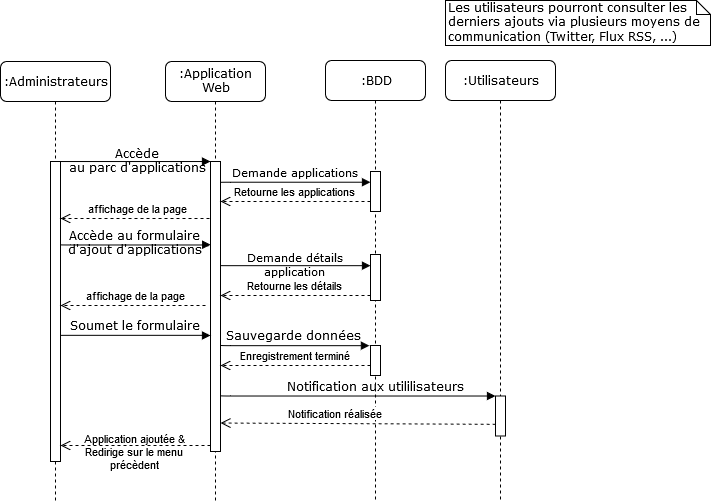 Les utilisateurs pourront consulter les
derniers ajouts via plusieurs moyens de
communication (Twitter, Flux RSS, ...)
:Administrateurs
:Application
Web
:BDD
:Utilisateurs
Accède
au parc d'applications
Demande applications
Retourne les applications
affichage de la page
Accède au formulaire
d'ajout d'applications
Demande détails
application
Retourne les détails
affichage de la page
Soumet le formulaire
Sauvegarde données
Enregistrement terminé
Notification aux utililisateurs
Notification réalisée
Application ajoutée &
Redirige sur le menu
précèdent